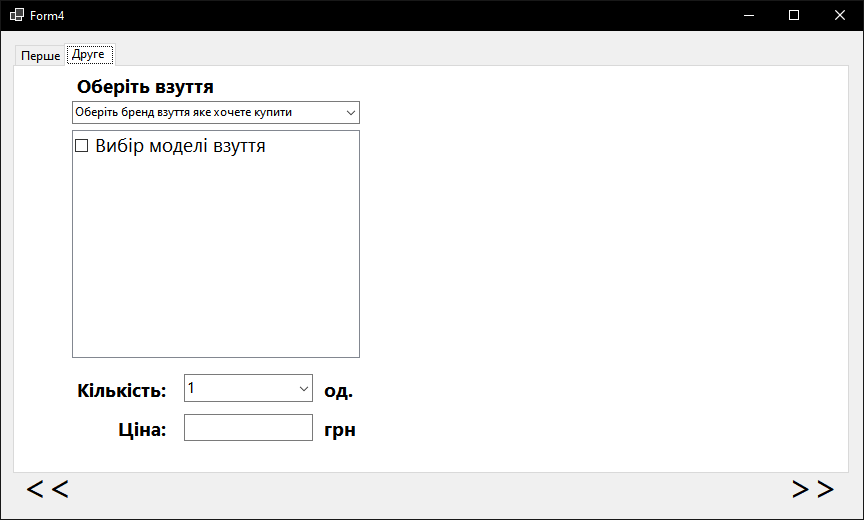 Form4
Перше Друге
Оберіть взуття
Оберіть бренд взуття яке хочете купити
Вибір моделі взуття
Кількість: 1 од.
Ціна: грн
<< >>